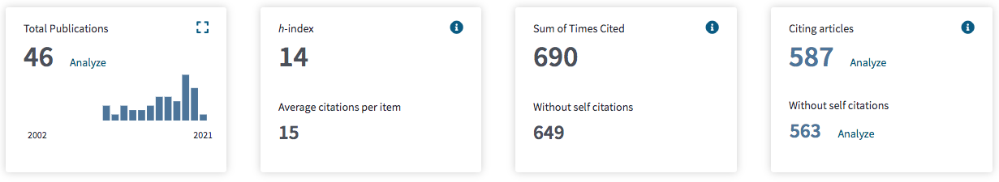 Total Publications
46 Analyze
2002 2021
h-index
14
Average citations per item
15
Sum of Times Cited
690
Without self citations
649
Citing articles
587 Analyze
Without self citations
563 Analyze